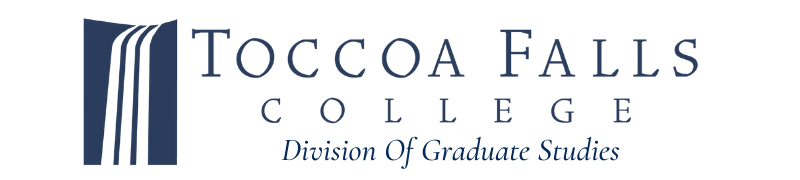 TOCCOA FALLS
COLLEGE
Division Of Graduate Studies